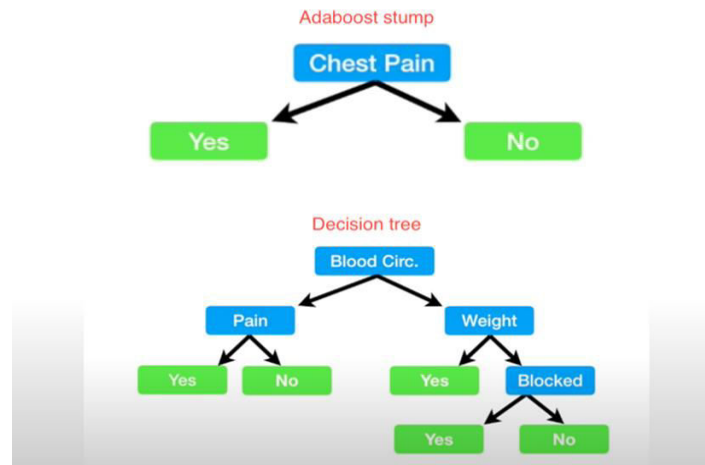 Adaboost stump
Chest Pain
Yes No
Decision tree
Blood Circ.
Pain Weight
Yes No Yes Blocked
Yes No